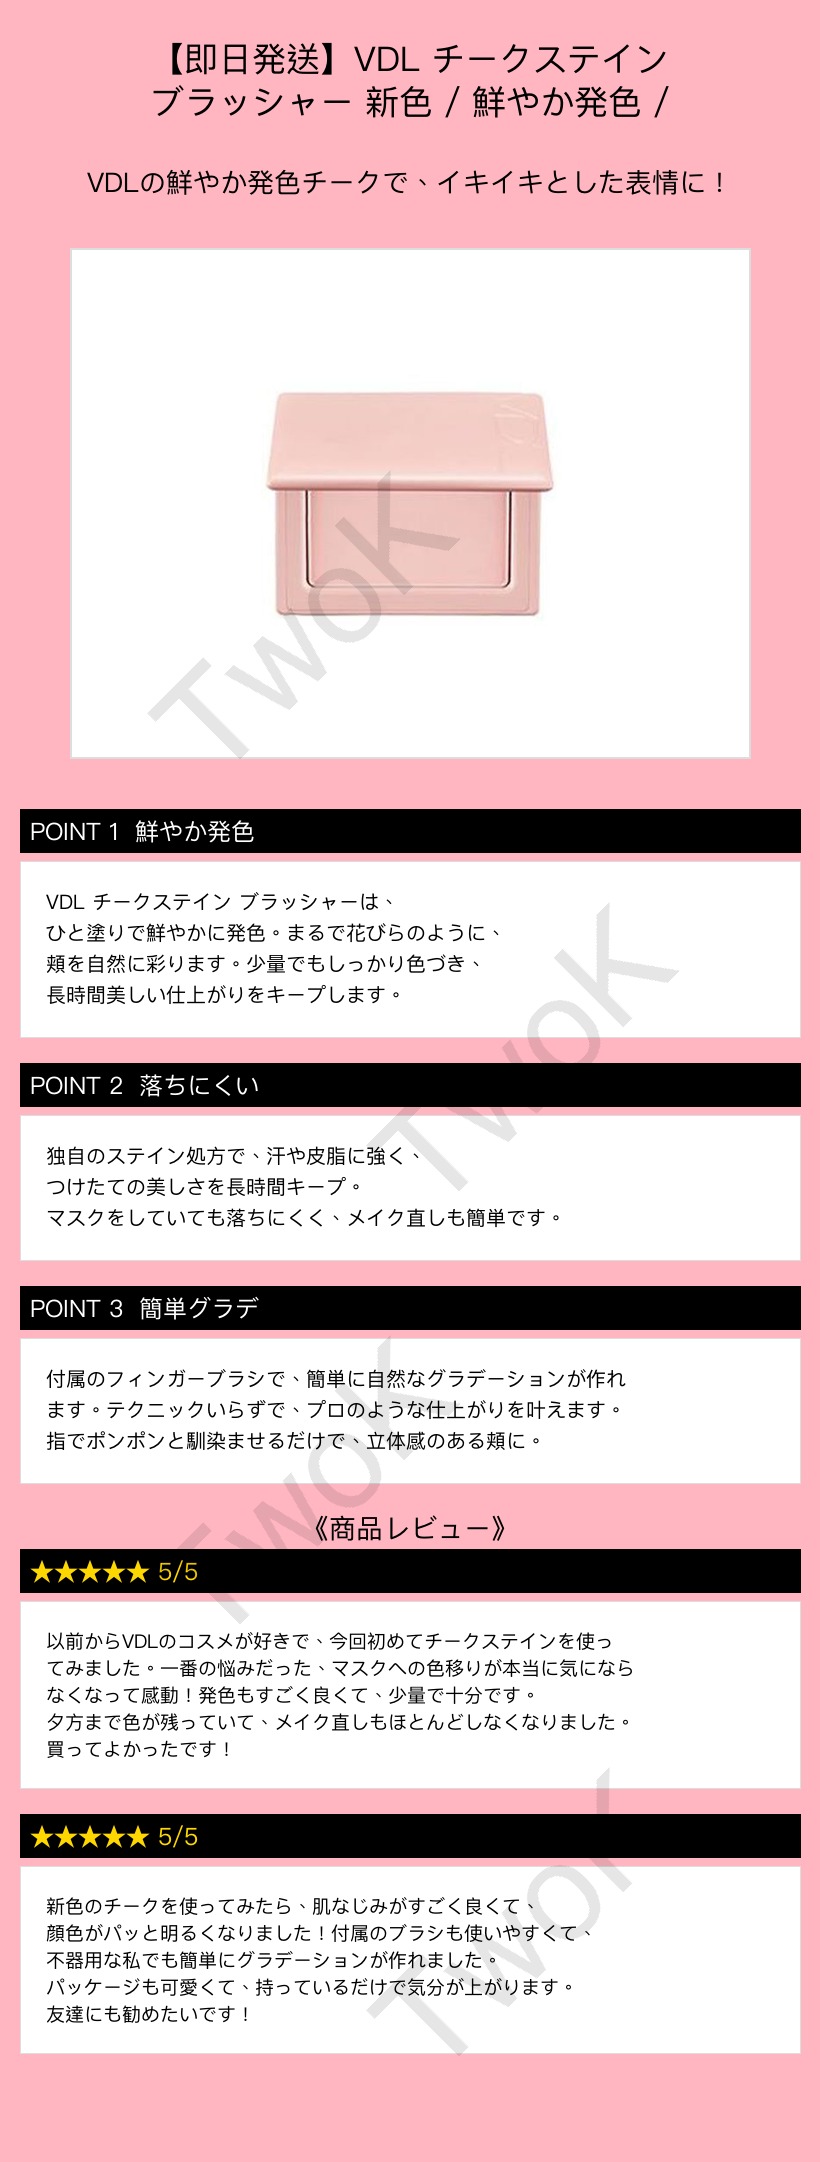 【即日発送】VDL チークステイン
ブラッシャー 新色 / 鮮やか発色 /
VDLの鮮やか発色チークで、イキイキとした表情に！
VDL
TwoK
POINT 1 鮮やか発色
VDL チークステイン ブラッシャーは、
ひと塗りで鮮やかに発色。まるで花びらのように、
頬を自然に彩ります。少量でもしっかり色づき、
長時間美しい仕上がりをキープします。
TwoK
POINT 2 落ちにくい
独自のステイン処方で、汗や皮脂に強く、
つけたての美しさを長時間キープ。
マスクをしていても落ちにくく、メイク直しも簡単です。
POINT 3 簡単グラデ
付属のフィンガーブラシで、簡単に自然なグラデーションが作れ
ます。テクニックいらずで、プロのような仕上がりを叶えます。
指でポンポンと馴染ませるだけで、立体感のある頬に。
TwoK
《商品レビュー》
★★★★★ 5/5
以前からVDLのコスメが好きで、今回初めてチークステインを使っ
てみました。一番の悩みだった、マスクへの色移りが本当に気になら
なくなって感動！発色もすごく良くて、少量で十分です。
夕方まで色が残っていて、メイク直しもほとんどしなくなりました。
買ってよかったです！
★★★★★ 5/5
新色のチークを使ってみたら、肌なじみがすごく良くて、
顔色がパッと明るくなりました！付属のブラシも使いやすくて、
不器用な私でも簡単にグラデーションが作れました。
パッケージも可愛くて、持っているだけで気分が上がります。
友達にも勧めたいです！
TwoK